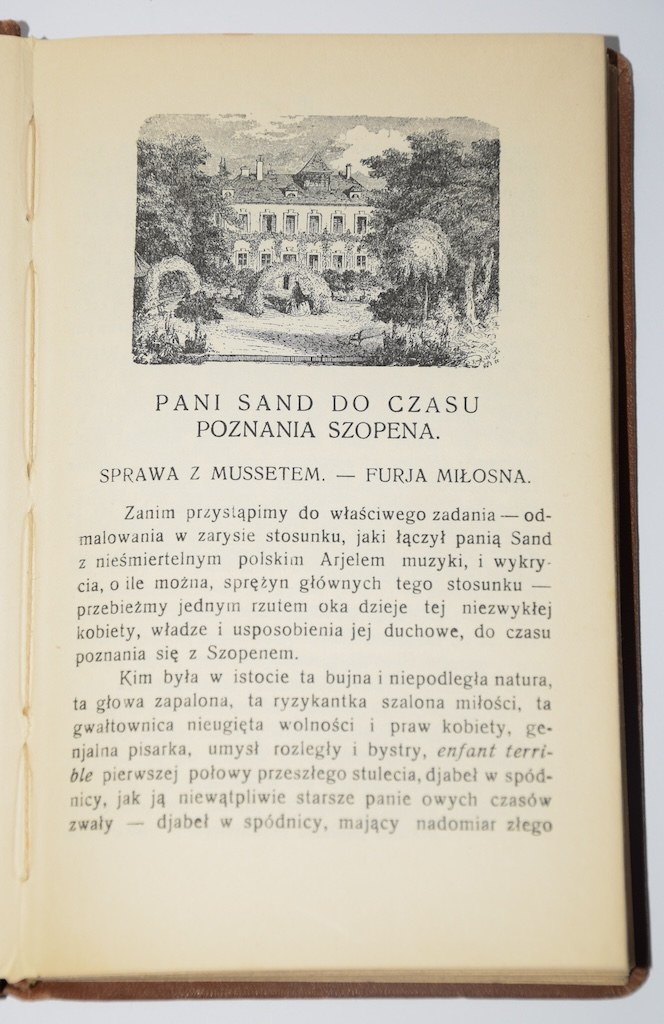 PANI SAND DO CZASU
POZNANIA SZOPENA.
SPRAWA Z MUSSETEM. — FURJA MIŁOSNA.
Zanim przystąpimy do właściwego zadania — od-
malowania w zarysie stosunku, jaki łączył panią Sand
z nieśmiertelnym polskim Arjelem muzyki, i wykry-
cia, o ile można, sprężyn głównych tego stosunku —
przebieżmy jednym rzutem oka dzieje tej niezwykłej
kobiety, władze i usposobienia jej duchowe, do czasu
poznania się z Szopenem.
Kim była w istocie ta bujna i niepodległa natura,
ta głowa zapalona, ta ryzykantka szalona miłości, ta
gwałtownica nieugięta wolności i praw kobiety, ge-
njalna pisarka, umysł rozległy i bystry, enfant terri-
ble pierwszej połowy przeszłego stulecia, djabeł w spód-
nicy, jak ją niewątpliwie starsze panie owych czasów
zwały — djabeł w spódnicy, mający nadomiar złego